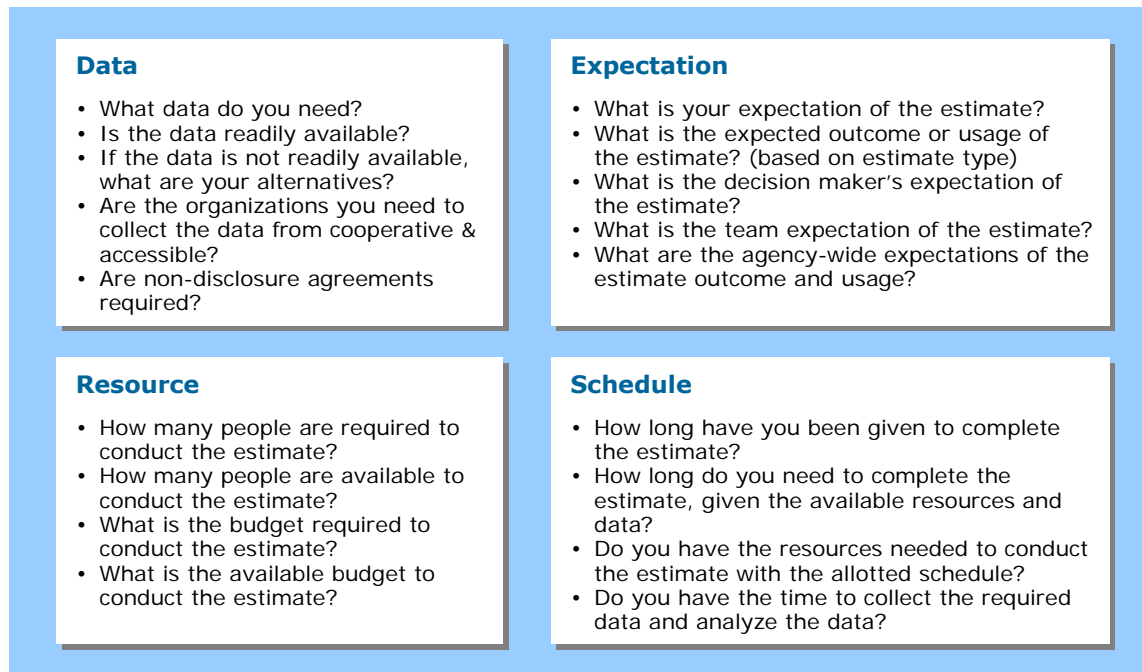 Data
• What data do you need?
• Is the data readily available?
• If the data is not readily available,
what are your alternatives?
• Are the organizations you need to
collect the data from cooperative &
accessible?
• Are non-disclosure agreements
required?
Expectation
• What is your expectation of the estimate?
• What is the expected outcome or usage of
the estimate? (based on estimate type)
• What is the decision maker's expectation of
the estimate?
• What is the team expectation of the estimate?
• What are the agency-wide expectations of the
estimate outcome and usage?
Resource
• How many people are required to
conduct the estimate?
• How many people are available to
conduct the estimate?
• What is the budget required to
conduct the estimate?
• What is the available budget to
conduct the estimate?
Schedule
• How long have you been given to complete
the estimate?
• How long do you need to complete the
estimate, given the available resources and
data?
• Do you have the resources needed to conduct
the estimate with the allotted schedule?
• Do you have the time to collect the required
data and analyze the data?